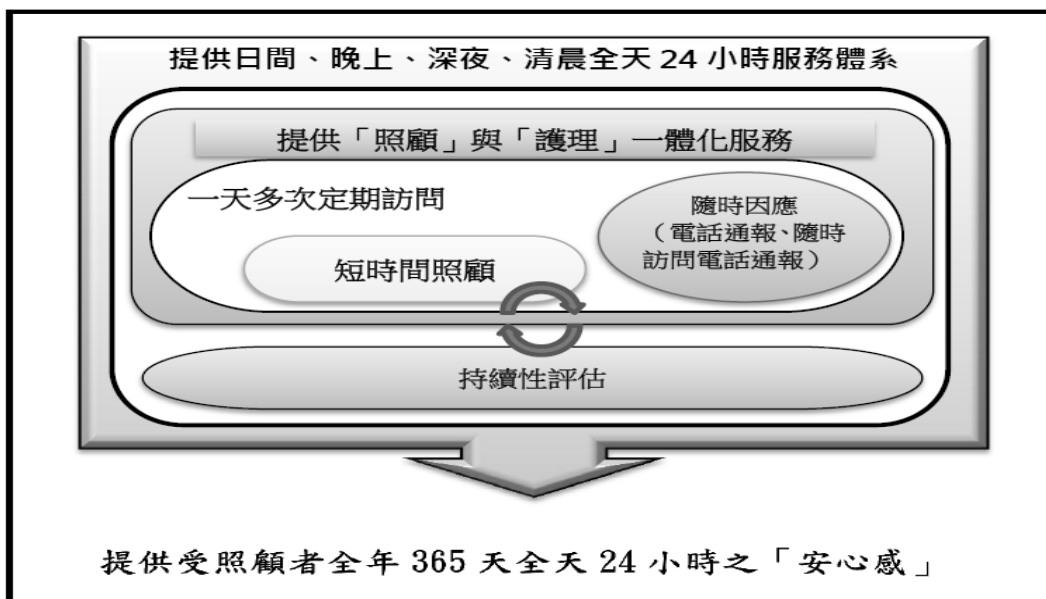 提供日間、晚上、深夜、清晨全天 24 小時服務體系
提供「照顧」與「護理」一體化服務
一天多次定期訪問
隨時因應
（電話通報、隨時
訪問電話通報）
短時間照顧
持續性評估
提供受照顧者全年 365 天全天 24 小時之「安心感」